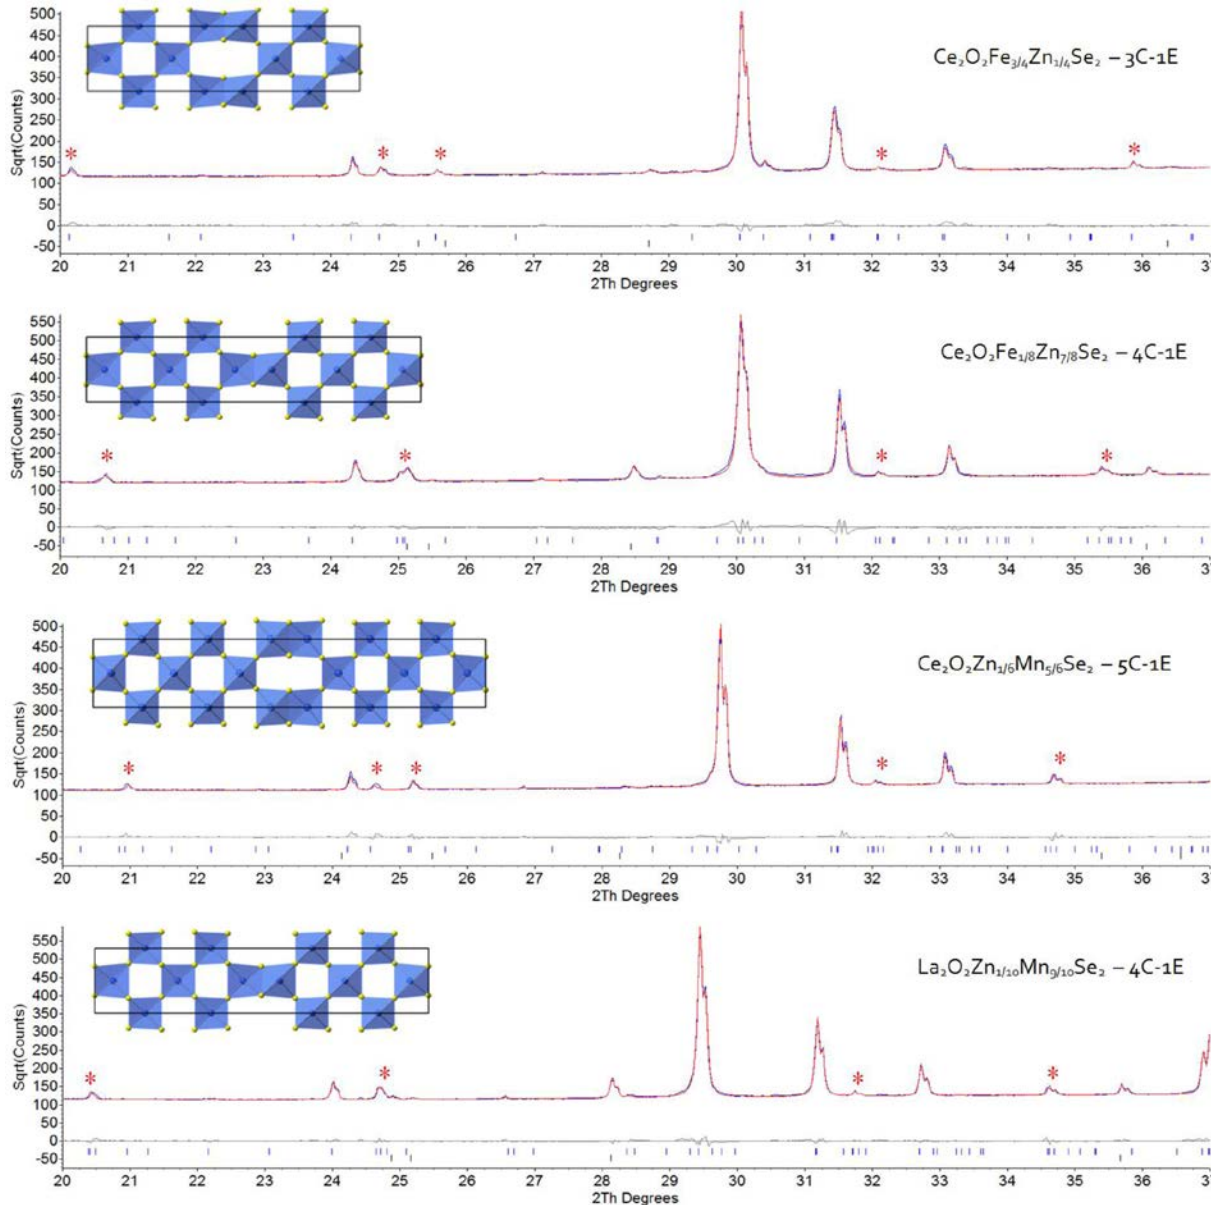 Ce₂O₂Fe₃/₄Zn₁/₄Se₂ – 3C-1E
Sqrt(Counts)
500
450
400
350
300
250
200
150
100
50
0
-50
* * * * *
20 21 22 23 24 25 26 27 28 29 30 31 32 33 34 35 36 37
2Th Degrees
Ce₂O₂Fe₁/₈Zn₇/₈Se₂ – 4C-1E
Sqrt(Counts)
550
500
450
400
350
300
250
200
150
100
50
0
-50
* * * *
20 21 22 23 24 25 26 27 28 29 30 31 32 33 34 35 36 37
2Th Degrees
Ce₂O₂Zn₁/₆Mn₅/₆Se₂ – 5C-1E
Sqrt(Counts)
500
450
400
350
300
250
200
150
100
50
0
-50
* * * * *
20 21 22 23 24 25 26 27 28 29 30 31 32 33 34 35 36 37
2Th Degrees
La₂O₂Zn₁/₁₀Mn₉/₁₀Se₂ – 4C-1E
Sqrt(Counts)
550
500
450
400
350
300
250
200
150
100
50
0
-50
* * * *
20 21 22 23 24 25 26 27 28 29 30 31 32 33 34 35 36 37
2Th Degrees